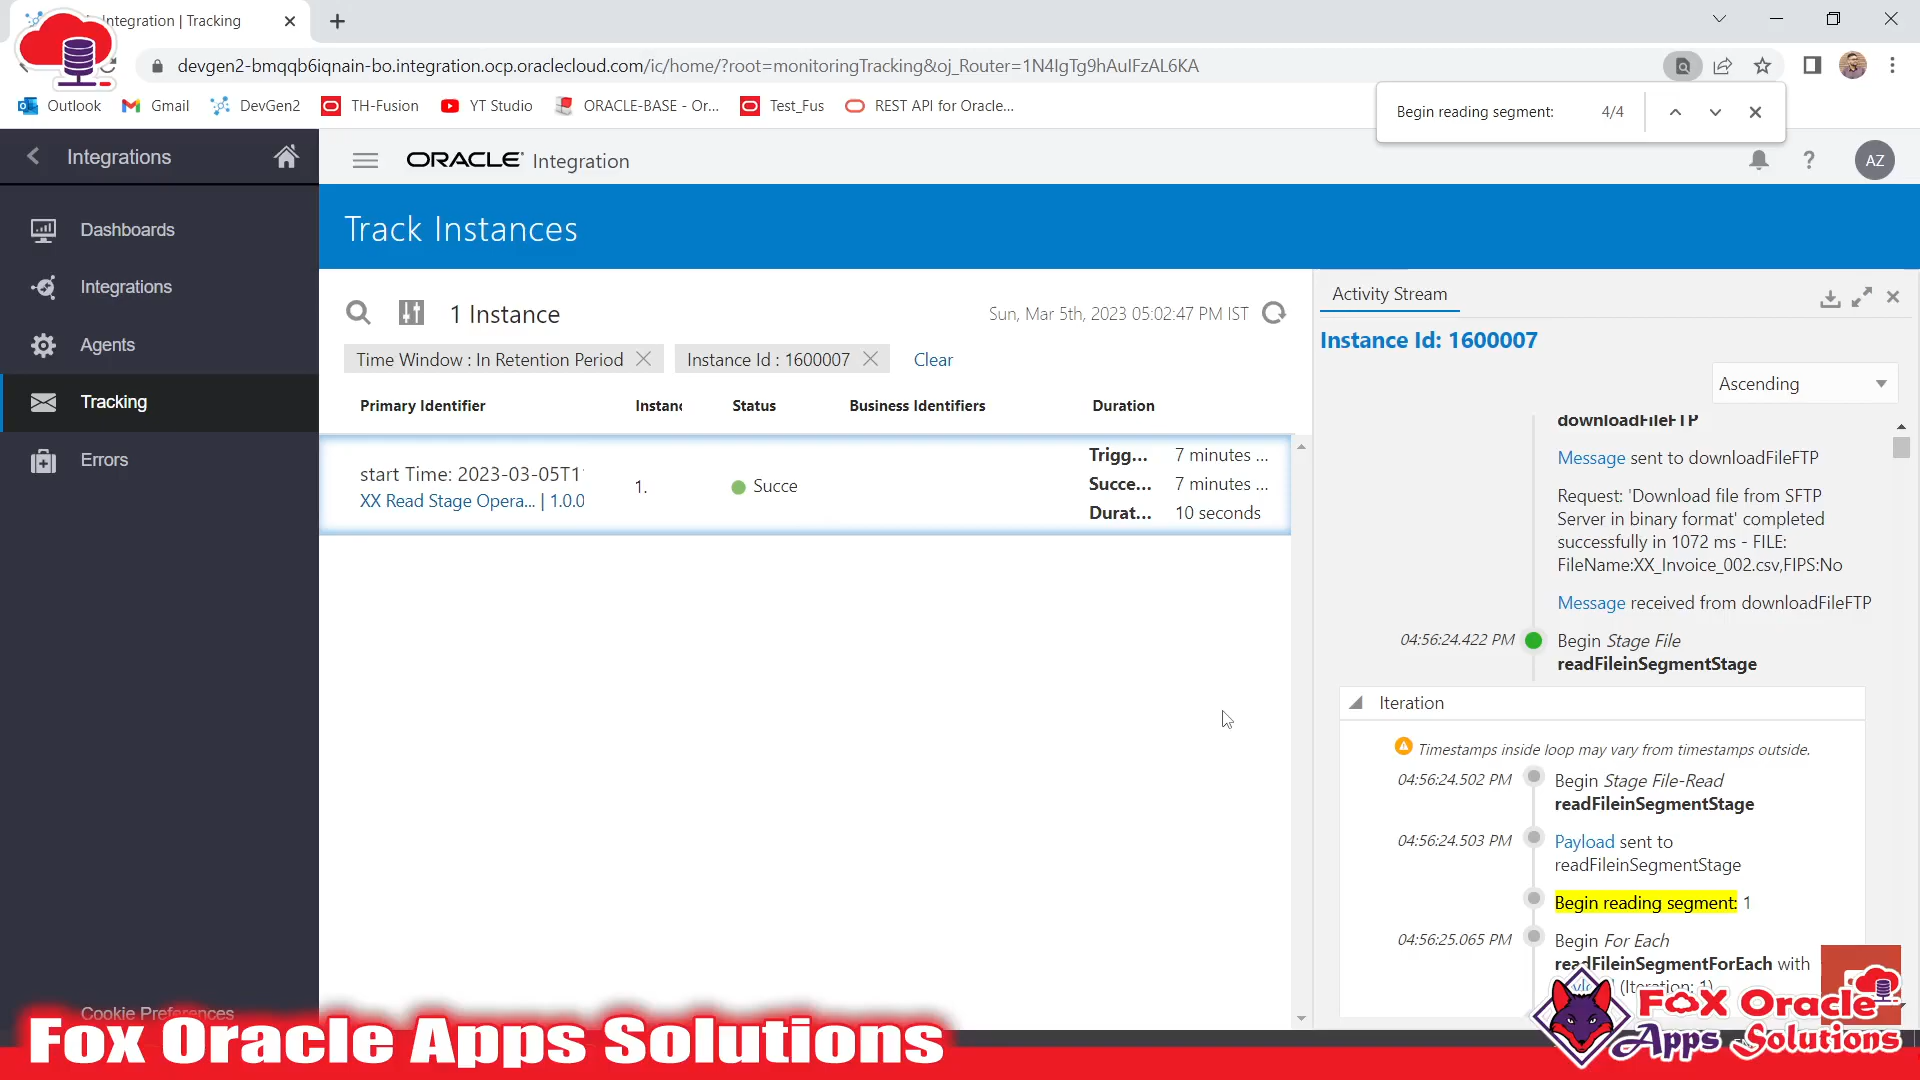 Integration | Tracking
devgen2-bmqqb6iqnain-bo.integration.ocp.oraclecloud.com/ic/home/?root=monitoringTracking&oj_Router=1N4IgTg9hAuIFzAL6KA
Outlook Gmail DevGen2 TH-Fusion YT Studio ORACLE-BASE - Or... Test_Fus REST API for Oracle...
Begin reading segment: 4/4
Integrations
ORACLE Integration
AZ
Dashboards
Integrations
Agents
Tracking
Errors
Cookie Preferences
Track Instances
1 Instance
Sun, Mar 5th, 2023 05:02:47 PM IST
Time Window : In Retention Period
Instance Id : 1600007
Clear
Primary Identifier Instanc Status Business Identifiers Duration
start Time: 2023-03-05T1
XX Read Stage Opera... | 1.0.0
1.
Succe
Trigg... 7 minutes ...
Succe... 7 minutes ...
Durat... 10 seconds
Activity Stream
Instance Id: 1600007
Ascending
downloadFileFTP
Message sent to downloadFileFTP
Request: 'Download file from SFTP
Server in binary format' completed
successfully in 1072 ms - FILE:
FileName:XX_Invoice_002.csv,FIPS:No
Message received from downloadFileFTP
04:56:24.422 PM Begin Stage File
readFileinSegmentStage
Iteration
Timestamps inside loop may vary from timestamps outside.
04:56:24.502 PM Begin Stage File-Read
readFileinSegmentStage
04:56:24.503 PM Payload sent to
readFileinSegmentStage
Begin reading segment: 1
04:56:25.065 PM Begin For Each
readFileinSegmentForEach with
(Iteration: 1)
Fox Oracle Apps Solutions
Fox Oracle
Apps Solutions